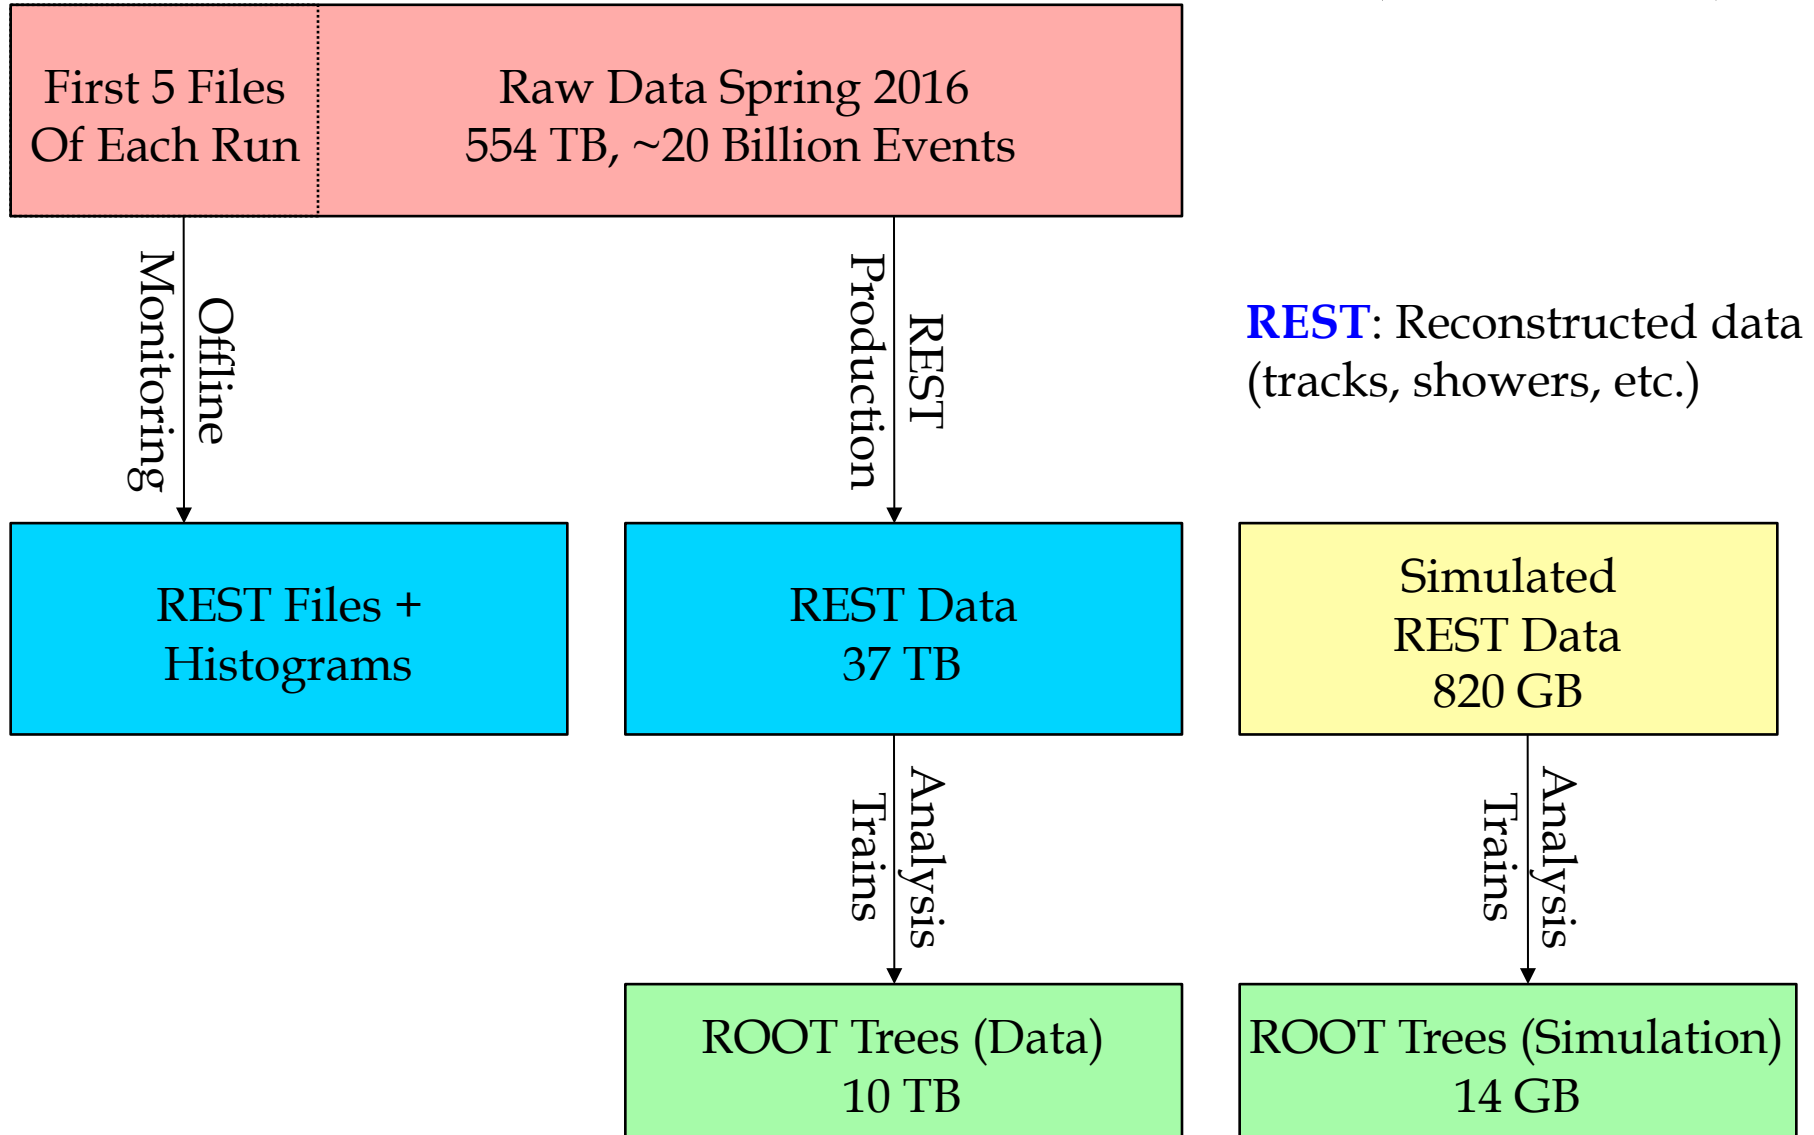 First 5 Files
Of Each Run
Raw Data Spring 2016
554 TB, ~20 Billion Events
Offline
Monitoring
REST
Production
REST: Reconstructed data
(tracks, showers, etc.)
REST Files +
Histograms
REST Data
37 TB
Simulated
REST Data
820 GB
Analysis
Trains
Analysis
Trains
ROOT Trees (Data)
10 TB
ROOT Trees (Simulation)
14 GB